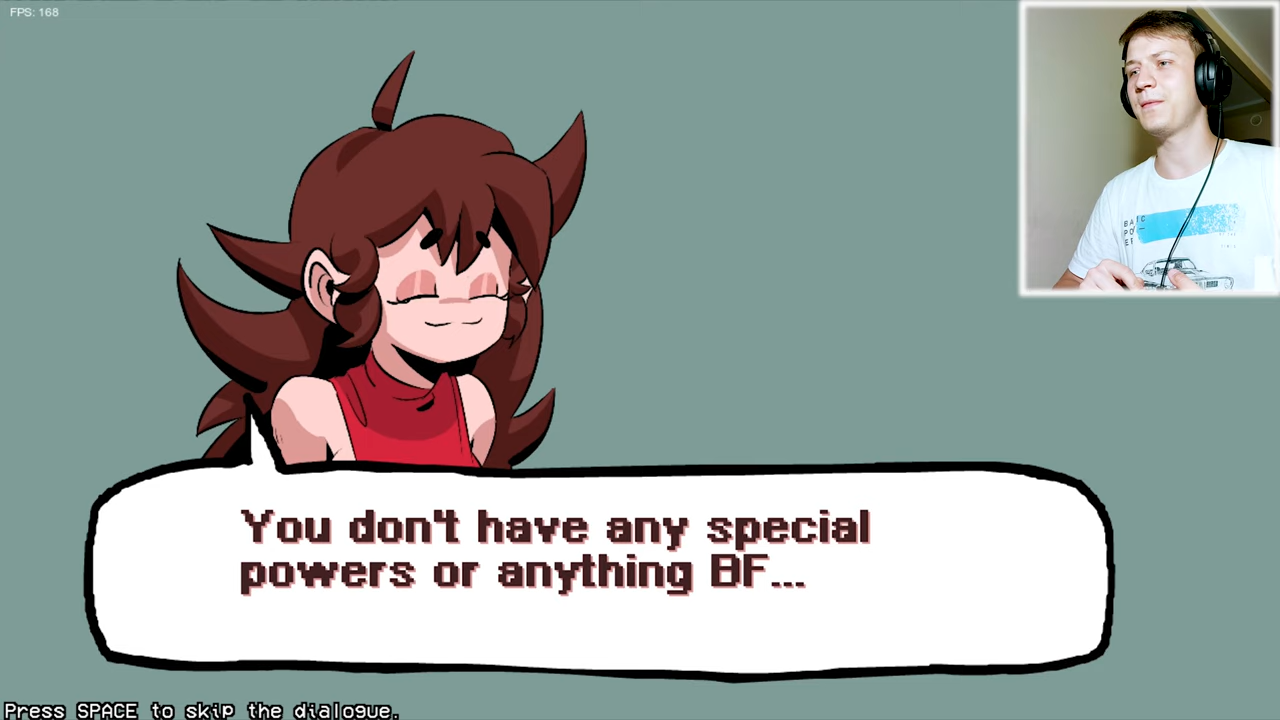 FPS: 168
You don't have any special
powers or anything BF...
Press SPACE to skip the dialogue.